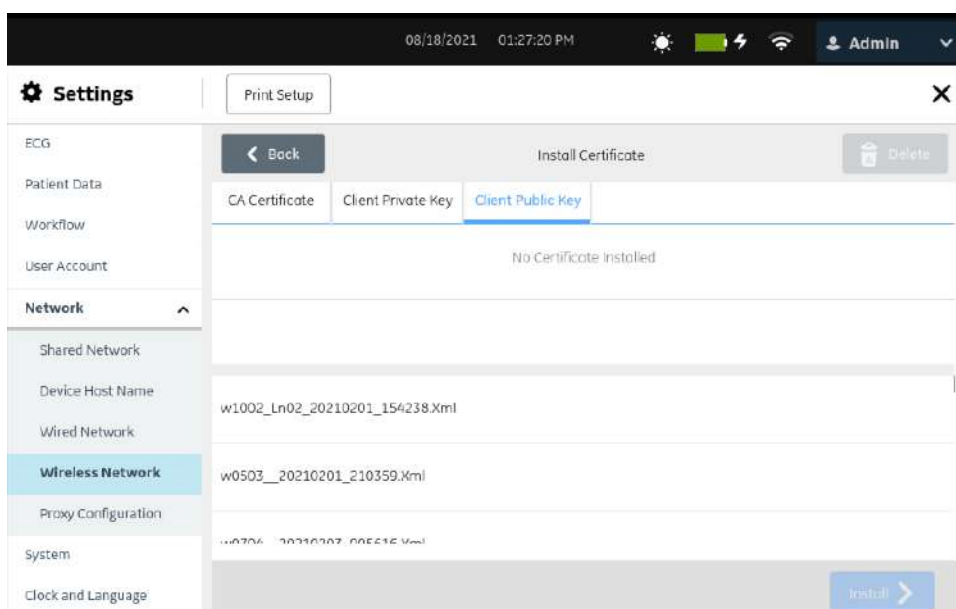 08/18/2021 01:27:20 PM Admin
Settings
Print Setup
ECG
Patient Data
Workflow
User Account
Network
Shared Network
Device Host Name
Wired Network
Wireless Network
Proxy Configuration
System
Clock and Language
Back
Install Certificate
Delete
CA Certificate Client Private Key Client Public Key
No Certificate Installed
w1002_Ln02_20210201_154238.Xml
w0503__20210201_210359.Xml
Install